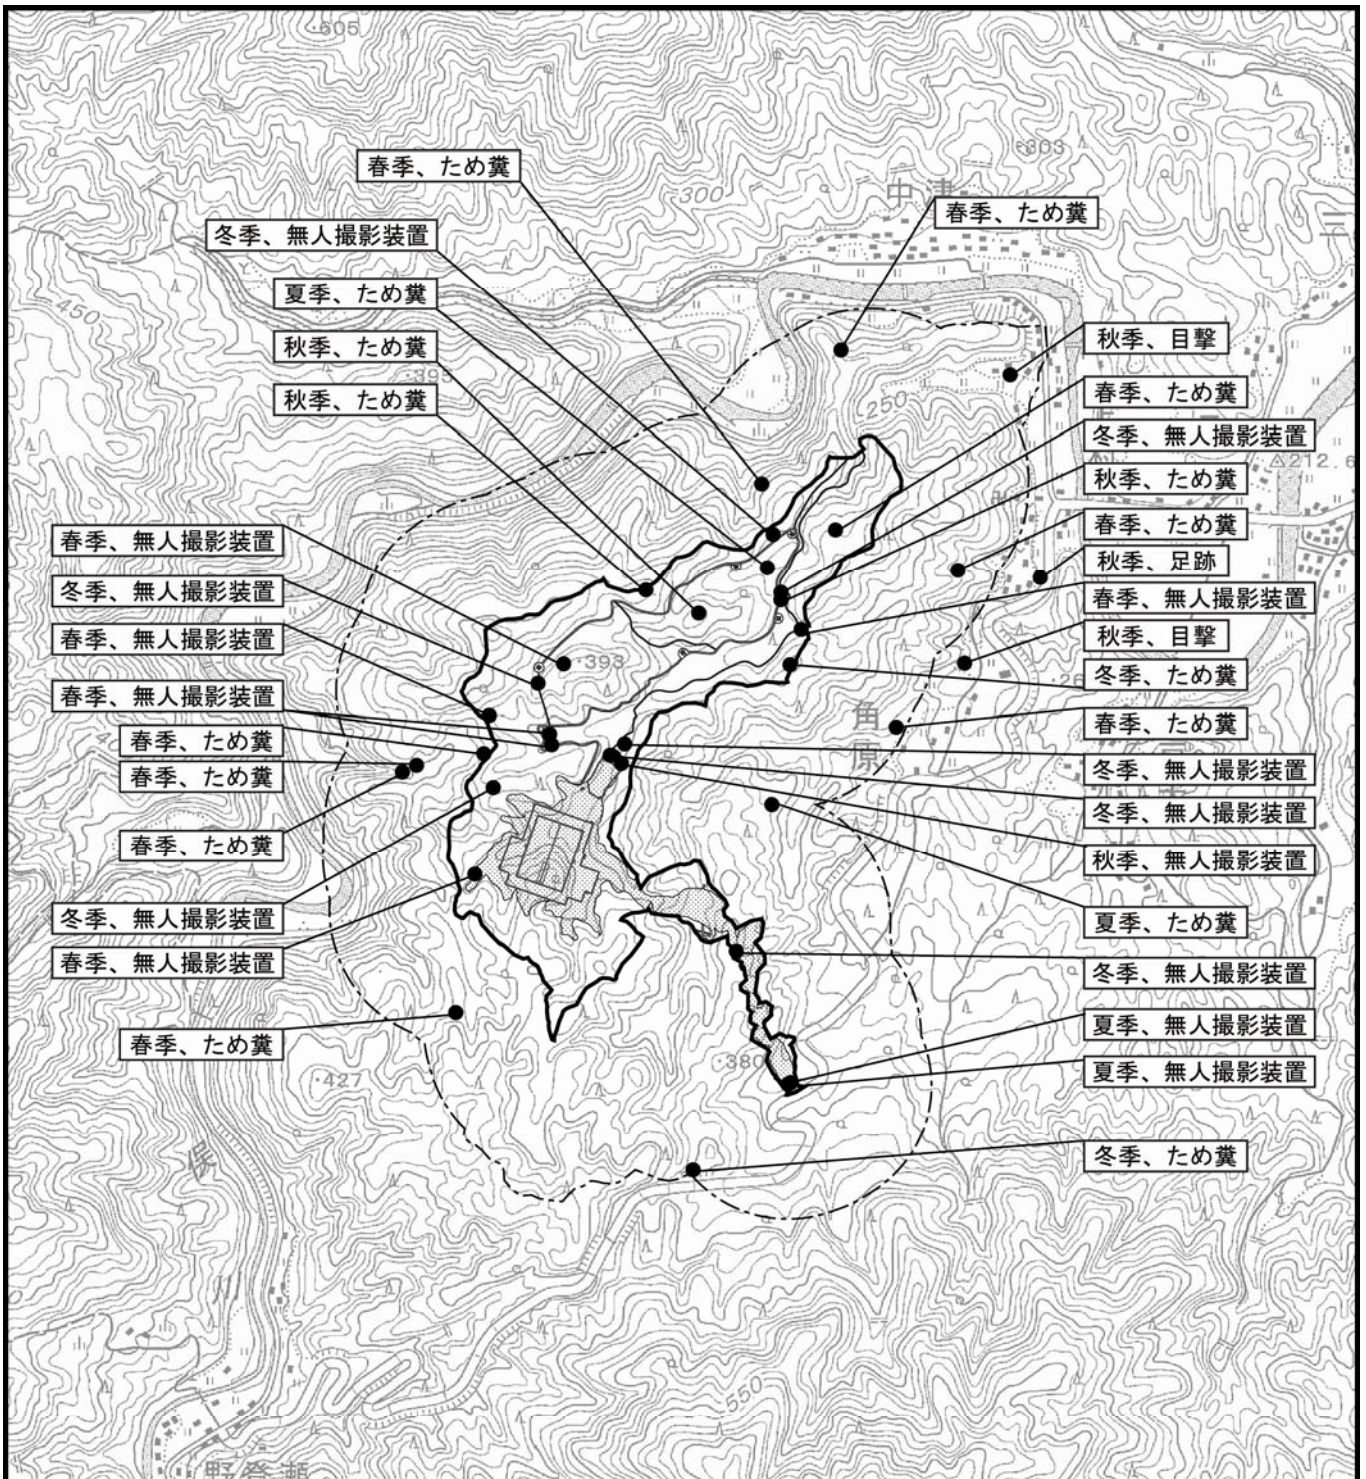 ·605
·303
春季、ため糞
300
中津
春季、ため糞
三
冬季、無人撮影装置
夏季、ため糞
450
秋季、ため糞
秋季、目撃
秋季、ため糞
春季、ため糞
250
冬季、無人撮影装置
212.6
秋季、ため糞
春季、無人撮影装置
春季、ため糞
冬季、無人撮影装置
秋季、足跡
春季、無人撮影装置
春季、無人撮影装置
秋季、目撃
·393
冬季、ため糞
春季、無人撮影装置
角原
春季、ため糞
春季、ため糞
春季、ため糞
冬季、無人撮影装置
冬季、無人撮影装置
春季、ため糞
秋季、無人撮影装置
冬季、無人撮影装置
夏季、ため糞
春季、無人撮影装置
冬季、無人撮影装置
春季、ため糞
夏季、無人撮影装置
·380
夏季、無人撮影装置
·427
冬季、ため糞
保
川
550
野登瀬